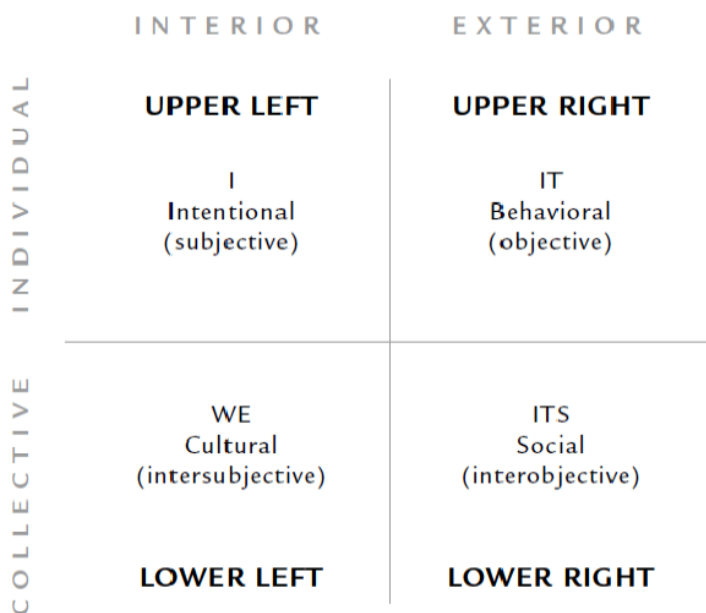 INTERIOR EXTERIOR
INDIVIDUAL
UPPER LEFT UPPER RIGHT
I IT
Intentional Behavioral
(subjective) (objective)
COLLECTIVE
WE ITS
Cultural Social
(intersubjective) (interobjective)
LOWER LEFT LOWER RIGHT